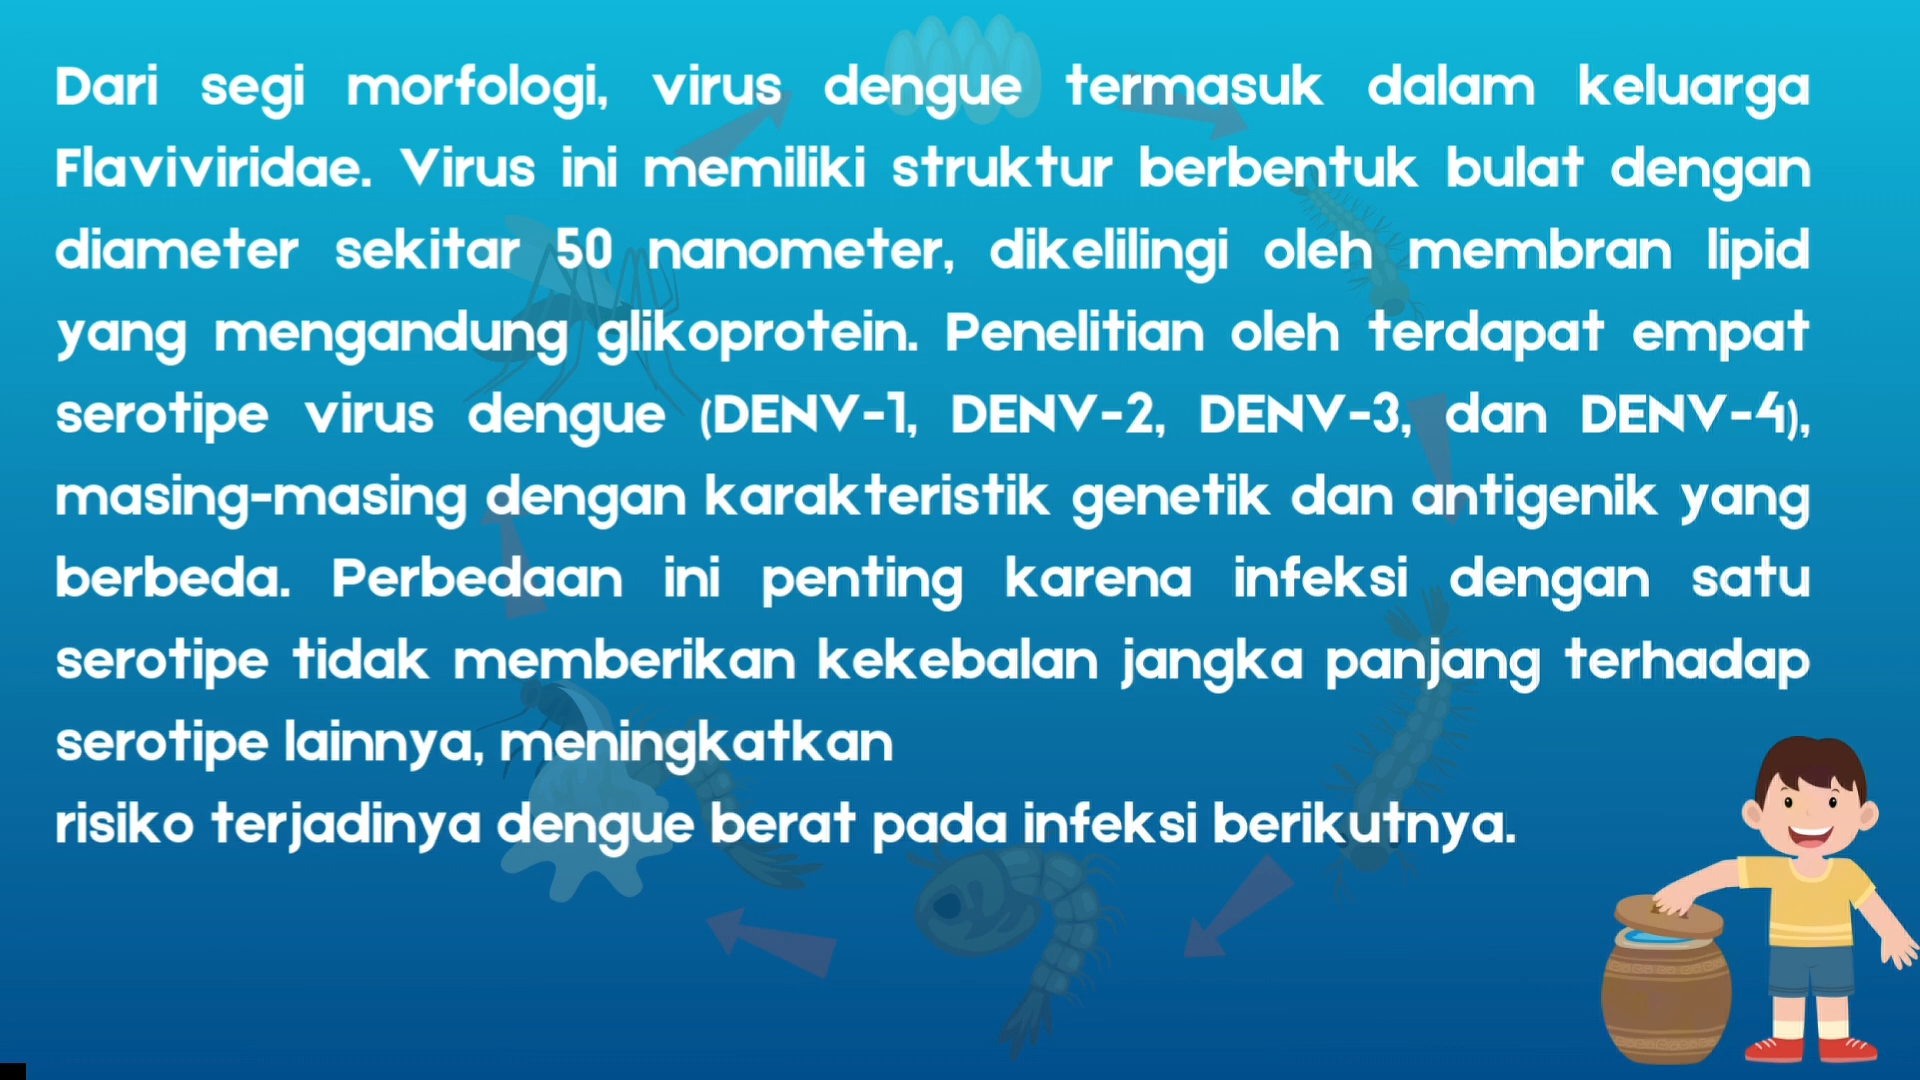 Dari segi morfologi, virus dengue termasuk dalam keluarga
Flaviviridae. Virus ini memiliki struktur berbentuk bulat dengan
diameter sekitar 50 nanometer, dikelilingi oleh membran lipid
yang mengandung glikoprotein. Penelitian oleh terdapat empat
serotipe virus dengue (DENV-1, DENV-2, DENV-3, dan DENV-4),
masing-masing dengan karakteristik genetik dan antigenik yang
berbeda. Perbedaan ini penting karena infeksi dengan satu
serotipe tidak memberikan kekebalan jangka panjang terhadap
serotipe lainnya, meningkatkan
risiko terjadinya dengue berat pada infeksi berikutnya.